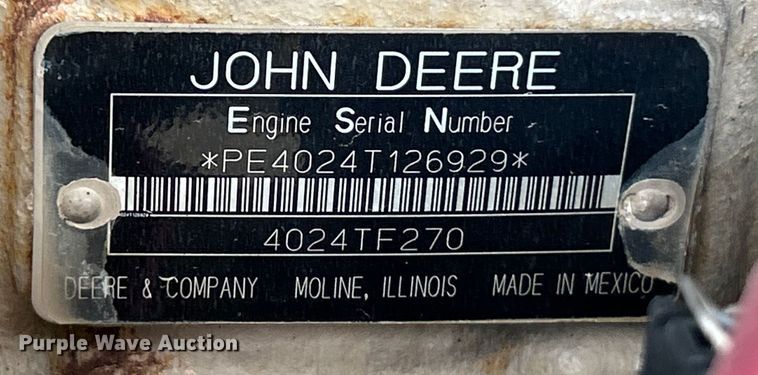 JOHN DEERE
Engine Serial Number
*PE4024T126929*
4024TF270
DEERE & COMPANY MOLINE, ILLINOIS MADE IN MEXICO
Purple Wave Auction